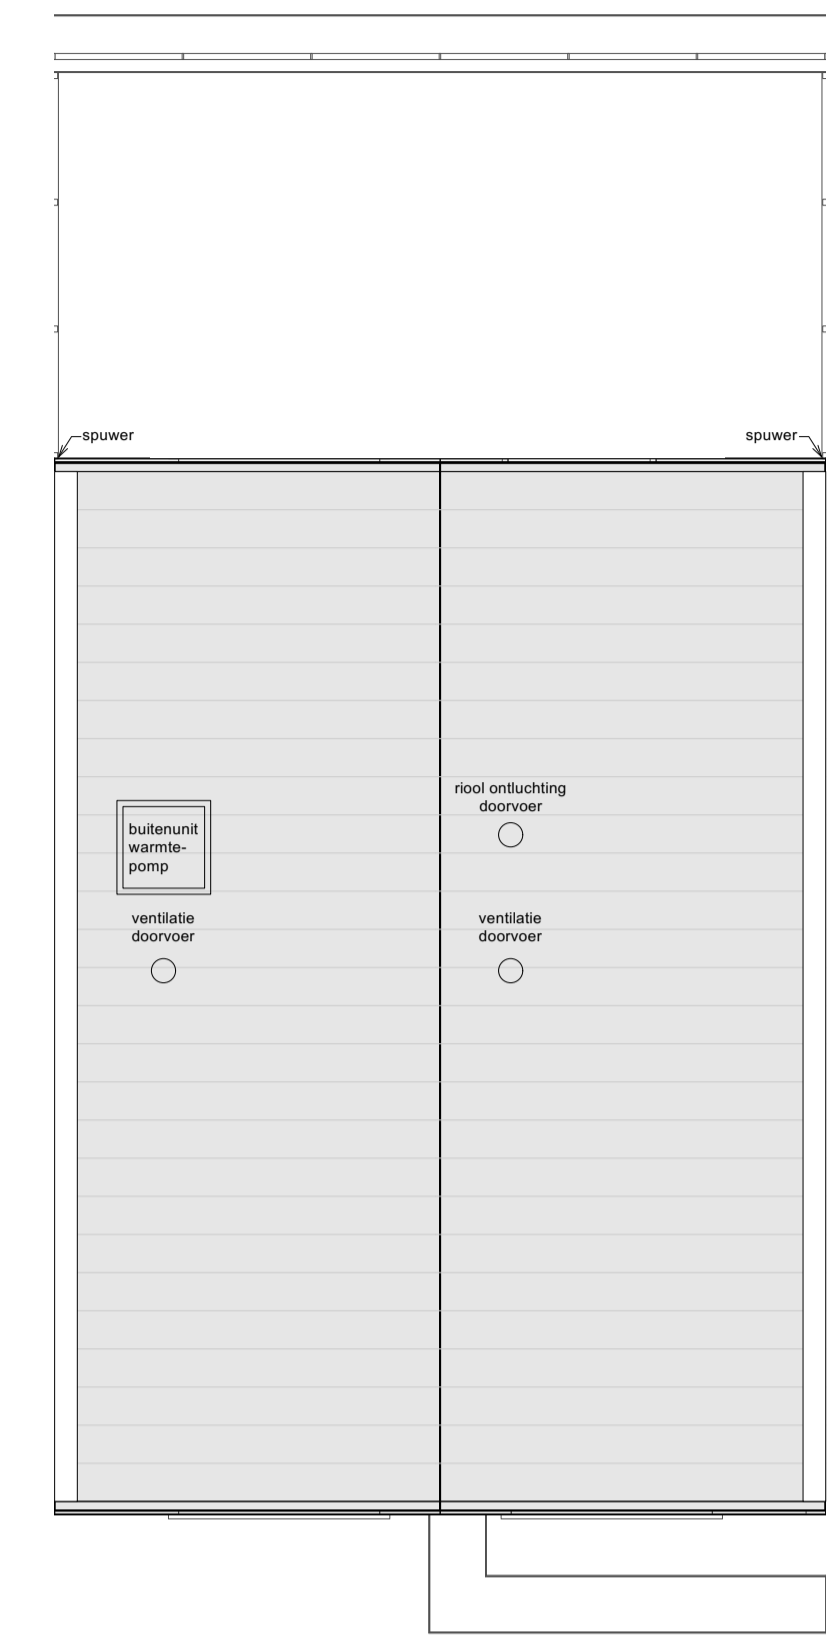 spuwer
spuwer
riool ontluchting
doorvoer
buitenunit
warmte-
pomp
ventilatie
doorvoer
ventilatie
doorvoer